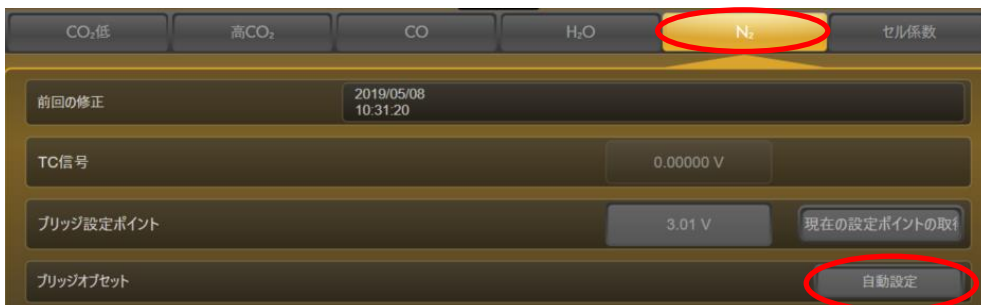 CO₂低 高CO₂ CO H₂O N₂ セル係数
前回の修正 2019/05/08
10:31:20
TC信号 0.00000 V
ブリッジ設定ポイント 3.01 V 現在の設定ポイントの取
ブリッジオブセット 自動設定